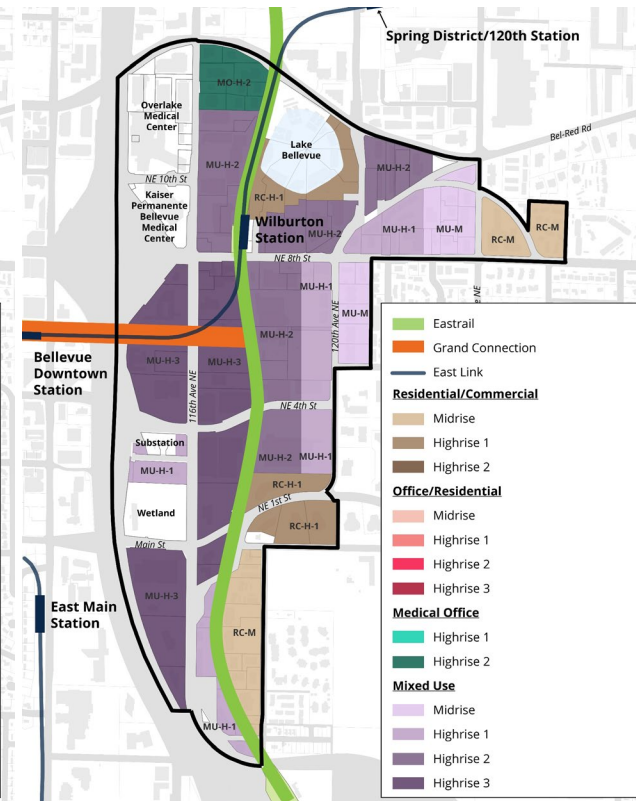 Spring District/120th Station
MO-H-2
Overlake
Medical
Center
Bel-Red Rd
Lake
Bellevue
MU-H-2
MU-H-2
NE 10th St
Kaiser
Permanente
Bellevue
Medical
Center
RC-H-1
Wilburton
Station
MU-H-2
MU-H-1
MU-M
RC-M
RC-M
NE 8th St
MU-H-1
120th Ave NE
MU-M
NE
MU-H-2
Bellevue
Downtown
Station
MU-H-3
MU-H-3
116th Ave NE
NE 4th St
Substation
MU-H-1
MU-H-2
MU-H-1
RC-H-1
Wetland
NE 1st St
RC-H-1
Main St
MU-H-3
East Main
Station
RC-M
MU-H-1
Eastrail
Grand Connection
East Link
Residential/Commercial
Midrise
Highrise 1
Highrise 2
Office/Residential
Midrise
Highrise 1
Highrise 2
Highrise 3
Medical Office
Highrise 1
Highrise 2
Mixed Use
Midrise
Highrise 1
Highrise 2
Highrise 3